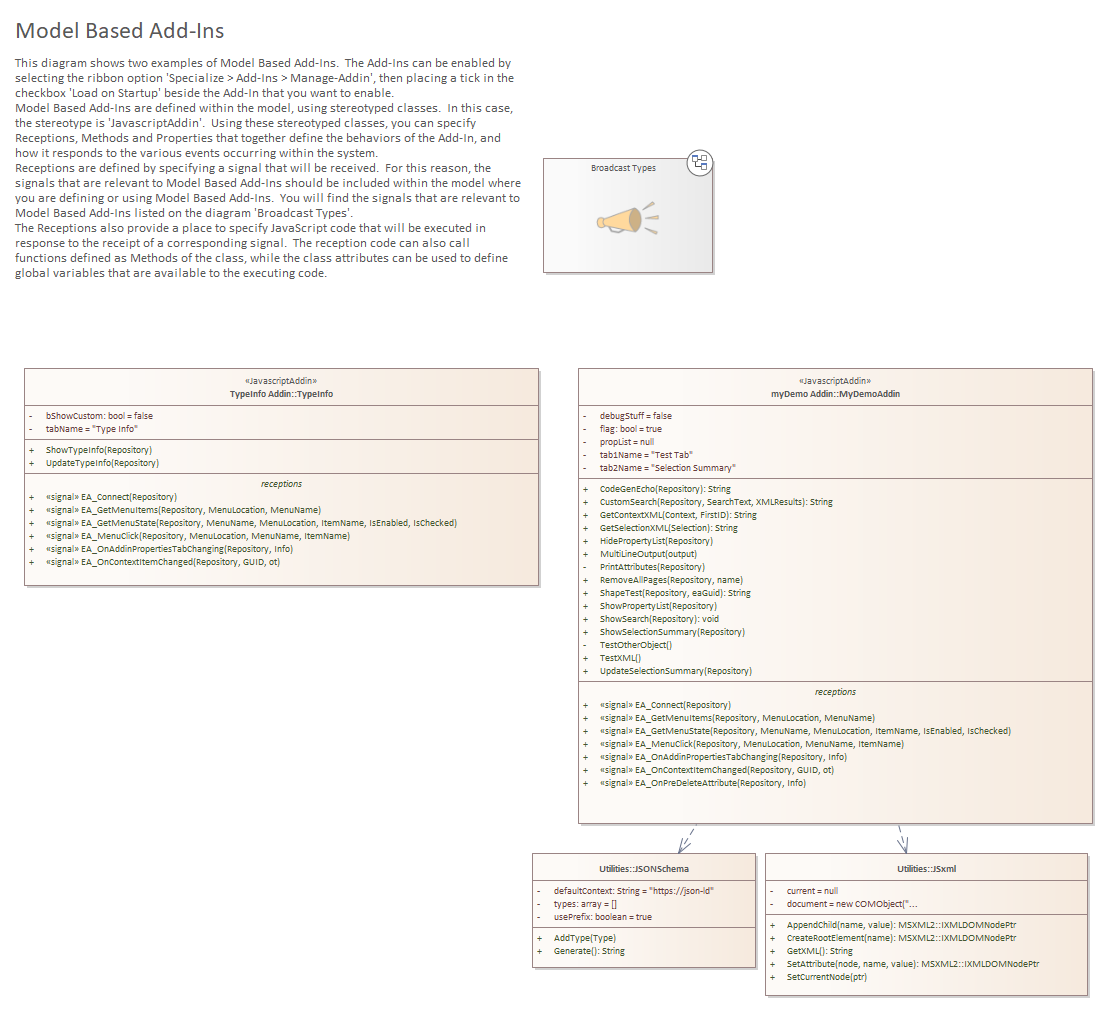 Model Based Add-Ins
This diagram shows two examples of Model Based Add-Ins.  The Add-Ins can be enabled by
selecting the ribbon option 'Specialize > Add-Ins > Manage-Addin', then placing a tick in the
checkbox 'Load on Startup' beside the Add-In that you want to enable.
Model Based Add-Ins are defined within the model, using stereotyped classes.  In this case,
the stereotype is 'JavascriptAddin'.  Using these stereotyped classes, you can specify
Receptions, Methods and Properties that together define the behaviors of the Add-In, and
how it responds to the various events occurring within the system.
Receptions are defined by specifying a signal that will be received.  For this reason, the
signals that are relevant to Model Based Add-Ins should be included within the model where
you are defining or using Model Based Add-Ins.  You will find the signals that are relevant to
Model Based Add-Ins listed on the diagram 'Broadcast Types'.
The Receptions also provide a place to specify JavaScript code that will be executed in
response to the receipt of a corresponding signal.  The reception code can also call
functions defined as Methods of the class, while the class attributes can be used to define
global variables that are available to the executing code.
Broadcast Types
«JavascriptAddin»
TypeInfo Addin::TypeInfo
- bShowCustom: bool = false
- tabName = "Type Info"
+ ShowTypeInfo(Repository)
+ UpdateTypeInfo(Repository)
receptions
+ «signal» EA_Connect(Repository)
+ «signal» EA_GetMenuItems(Repository, MenuLocation, MenuName)
+ «signal» EA_GetMenuState(Repository, MenuName, MenuLocation, ItemName, IsEnabled, IsChecked)
+ «signal» EA_MenuClick(Repository, MenuLocation, MenuName, ItemName)
+ «signal» EA_OnAddinPropertiesTabChanging(Repository, Info)
+ «signal» EA_OnContextItemChanged(Repository, GUID, ot)
«JavascriptAddin»
myDemo Addin::MyDemoAddin
- debugStuff = false
- flag: bool = true
- propList = null
- tab1Name = "Test Tab"
- tab2Name = "Selection Summary"
+ CodeGenEcho(Repository): String
+ CustomSearch(Repository, SearchText, XMLResults): String
+ GetContextXML(Context, FirstID): String
+ GetSelectionXML(Selection): String
+ HidePropertyList(Repository)
+ MultiLineOutput(output)
- PrintAttributes(Repository)
+ RemoveAllPages(Repository, name)
+ ShapeTest(Repository, eaGuid): String
+ ShowPropertyList(Repository)
+ ShowSearch(Repository): void
+ ShowSelectionSummary(Repository)
- TestOtherObject()
+ TestXML()
+ UpdateSelectionSummary(Repository)
receptions
+ «signal» EA_Connect(Repository)
+ «signal» EA_GetMenuItems(Repository, MenuLocation, MenuName)
+ «signal» EA_GetMenuState(Repository, MenuName, MenuLocation, ItemName, IsEnabled, IsChecked)
+ «signal» EA_MenuClick(Repository, MenuLocation, MenuName, ItemName)
+ «signal» EA_OnAddinPropertiesTabChanging(Repository, Info)
+ «signal» EA_OnContextItemChanged(Repository, GUID, ot)
+ «signal» EA_OnPreDeleteAttribute(Repository, Info)
Utilities::JSONSchema
- defaultContext: String = "https://json-ld"
- types: array = []
- usePrefix: boolean = true
+ AddType(Type)
+ Generate(): String
Utilities::JSxml
- current = null
- document = new COMObject("...
+ AppendChild(name, value): MSXML2::IXMLDOMNodePtr
+ CreateRootElement(name): MSXML2::IXMLDOMNodePtr
+ GetXML(): String
+ SetAttribute(node, name, value): MSXML2::IXMLDOMNodePtr
+ SetCurrentNode(ptr)